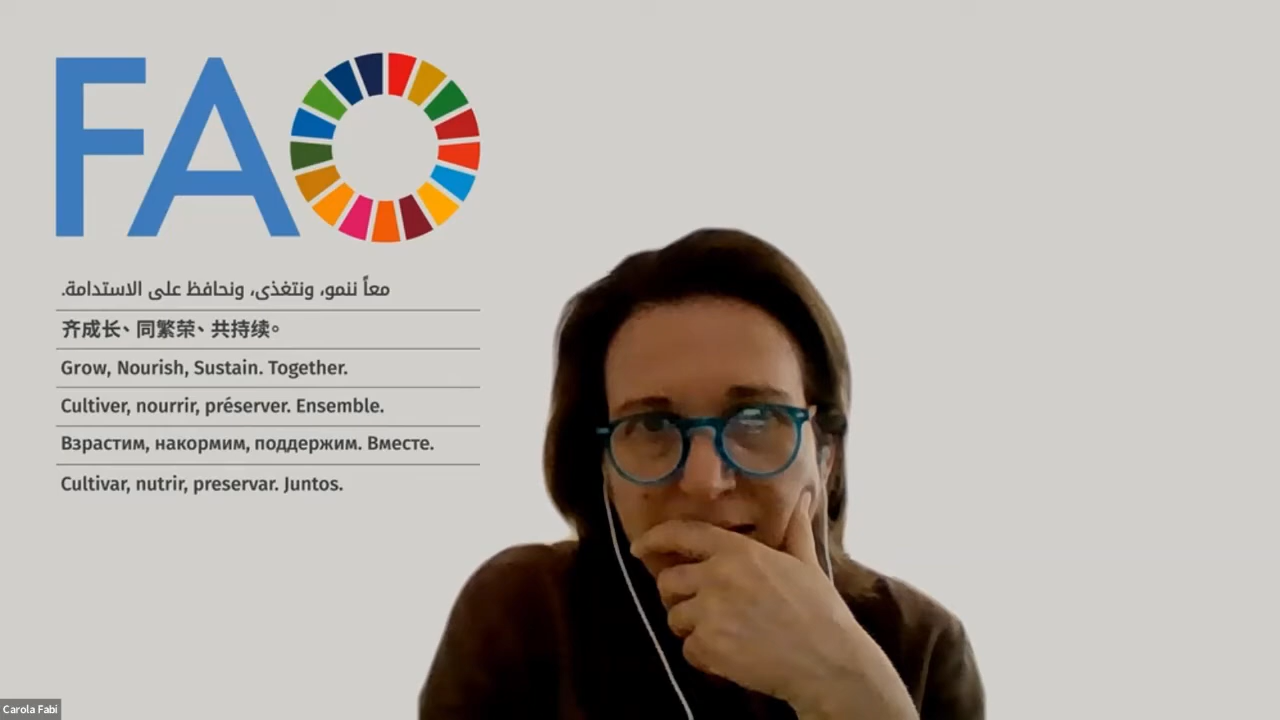 FAO
معاً ننمو، ونتغذى، ونحافظ على الاستدامة.
齐成长、同繁荣、共持续。
Grow, Nourish, Sustain. Together.
Cultiver, nourrir, préserver. Ensemble.
Взрастим, накормим, поддержим. Вместе.
Cultivar, nutrir, preservar. Juntos.
Carola Fabi